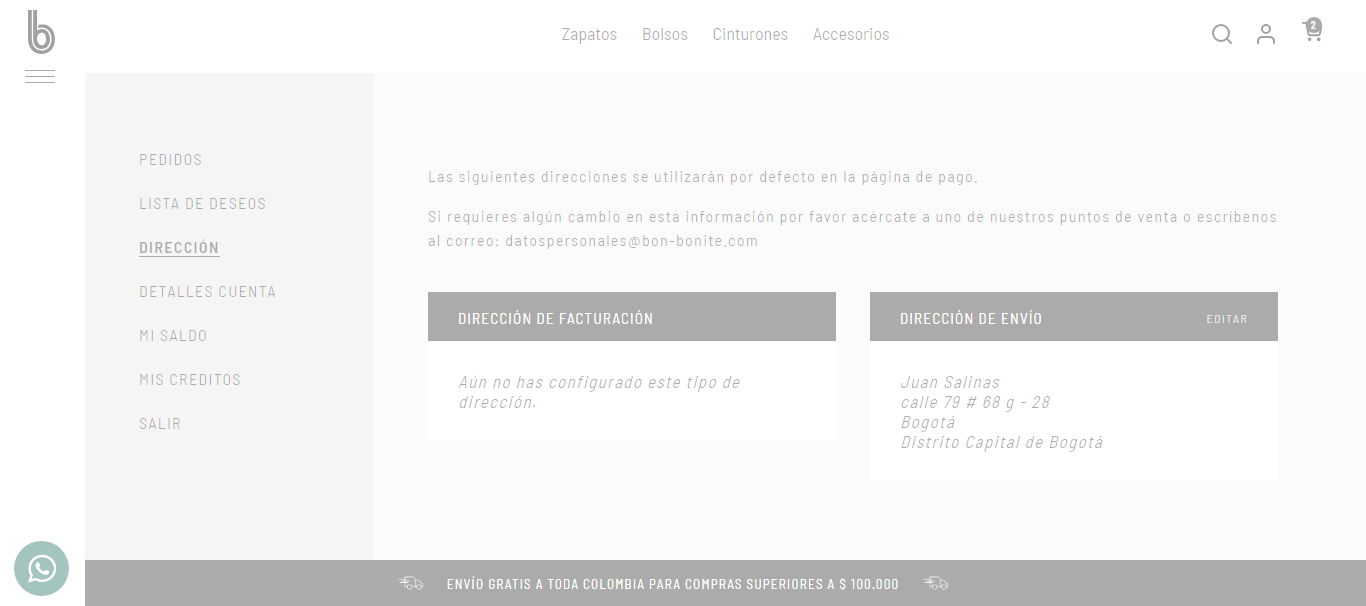 b
Zapatos Bolsos Cinturones Accesorios
2
PEDIDOS
LISTA DE DESEOS
DIRECCIÓN
DETALLES CUENTA
MI SALDO
MIS CREDITOS
SALIR
Las siguientes direcciones se utilizarán por defecto en la página de pago.
Si requieres algún cambio en esta información por favor acércate a uno de nuestros puntos de venta o escríbenos
al correo: datospersonales@bon-bonite.com
DIRECCIÓN DE FACTURACIÓN
Aún no has configurado este tipo de
dirección.
DIRECCIÓN DE ENVÍO EDITAR
Juan Salinas
calle 79 # 68 g - 28
Bogotá
Distrito Capital de Bogotá
ENVÍO GRATIS A TODA COLOMBIA PARA COMPRAS SUPERIORES A $ 100.000